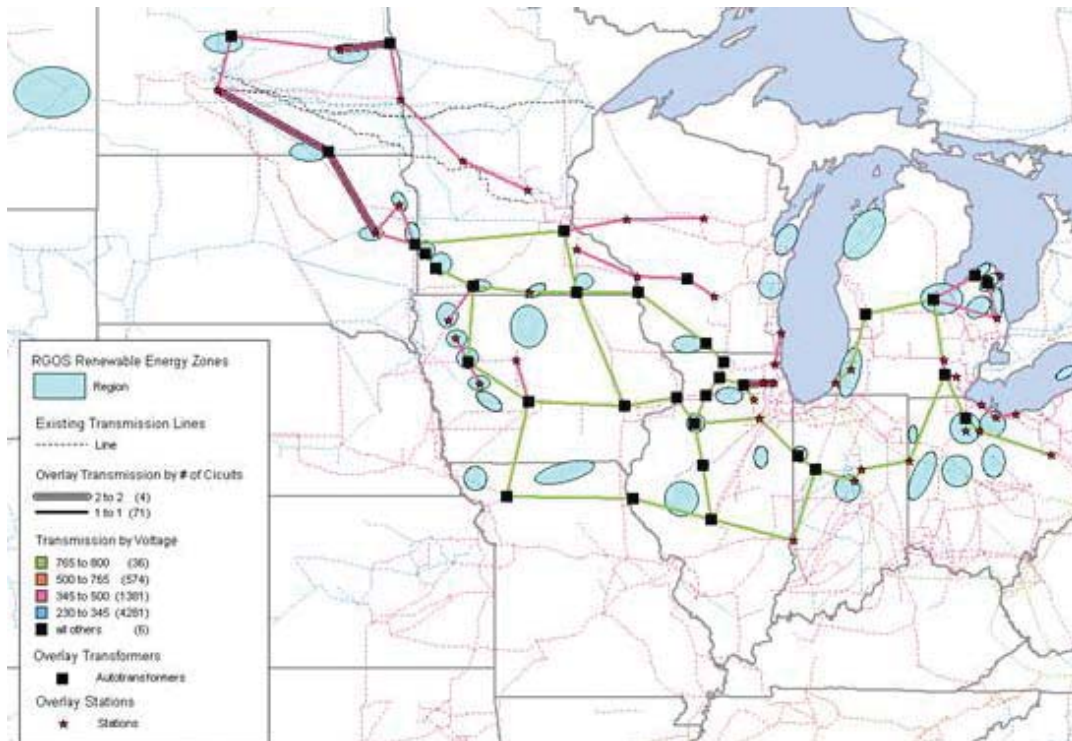 RGOS Renewable Energy Zones
Region
Existing Transmission Lines
Line
Overlay Transmission by # of Cicuits
2 to 2 (4)
1 to 1 (71)
Transmission by Voltage
765 to 800 (36)
500 to 765 (574)
345 to 500 (1381)
230 to 345 (4281)
all others (6)
Overlay Transformers
Autotransformers
Overlay Stations
Stations